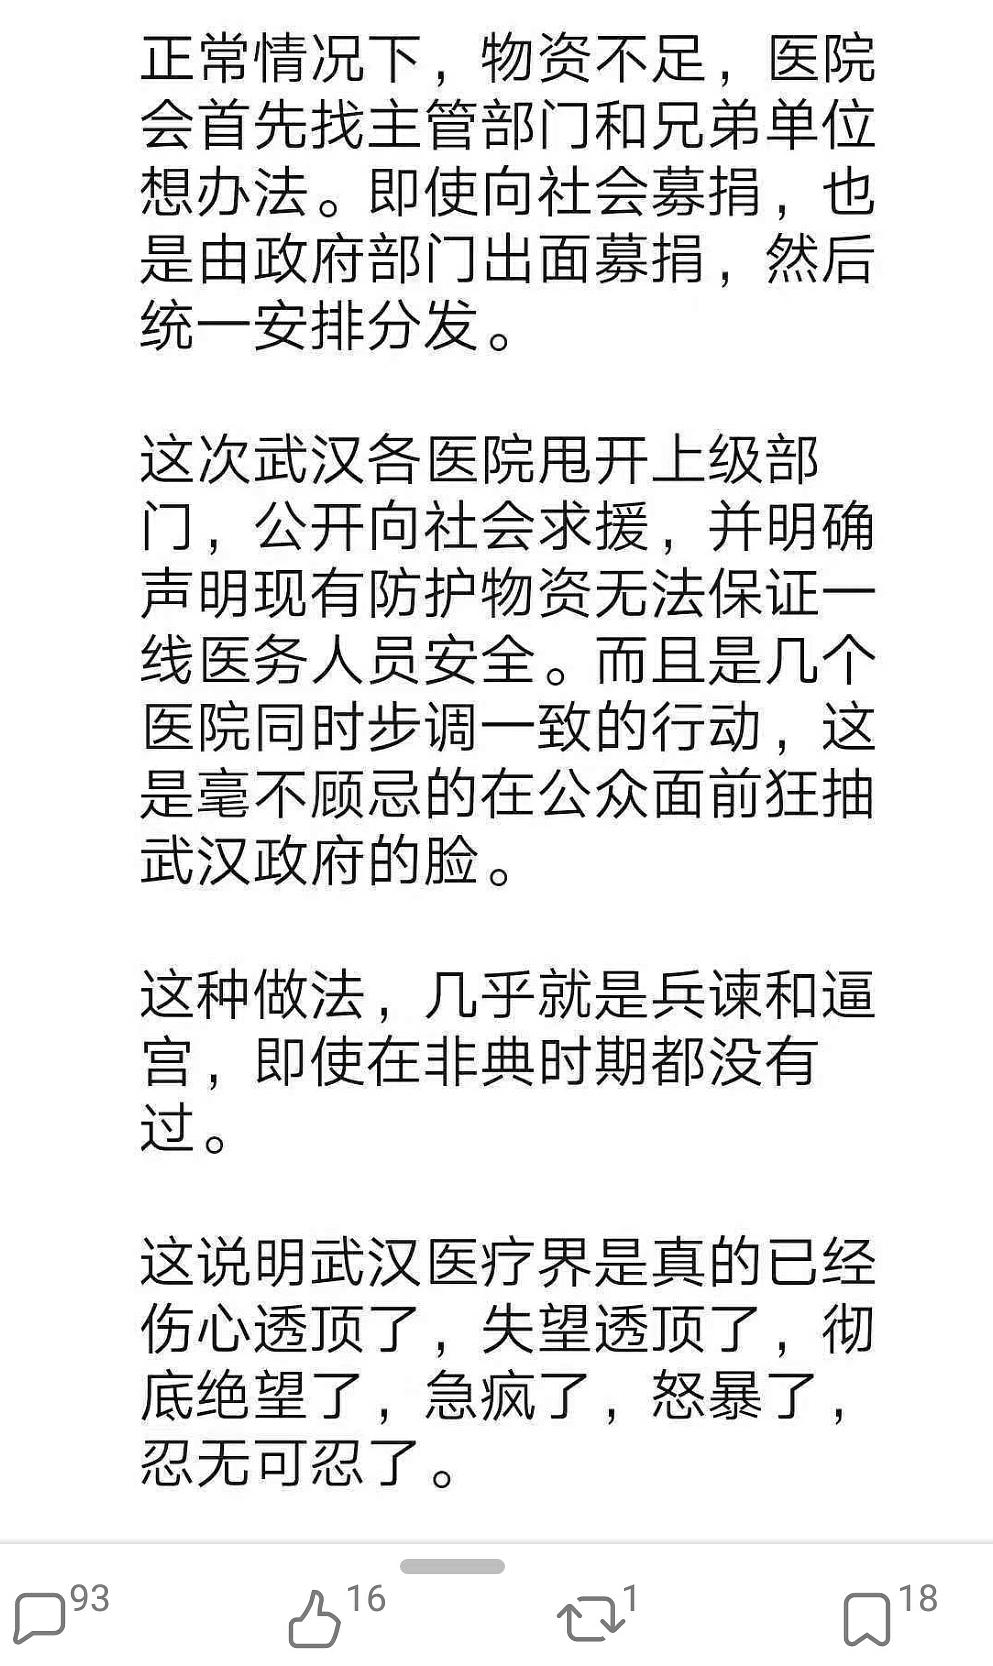 正常情况下，物资不足，医院
会首先找主管部门和兄弟单位
想办法。即使向社会募捐，也
是由政府部门出面募捐，然后
统一安排分发。
这次武汉各医院甩开上级部
门，公开向社会求援，并明确
声明现有防护物资无法保证一
线医务人员安全。而且是几个
医院同时步调一致的行动，这
是毫不顾忌的在公众面前狂抽
武汉政府的脸。
这种做法，几乎就是兵谏和逼
宫，即使在非典时期都没有
过。
这说明武汉医疗界是真的已经
伤心透顶了，失望透顶了，彻
底绝望了，急疯了，怒暴了，
忍无可忍了。
93 16 1 18